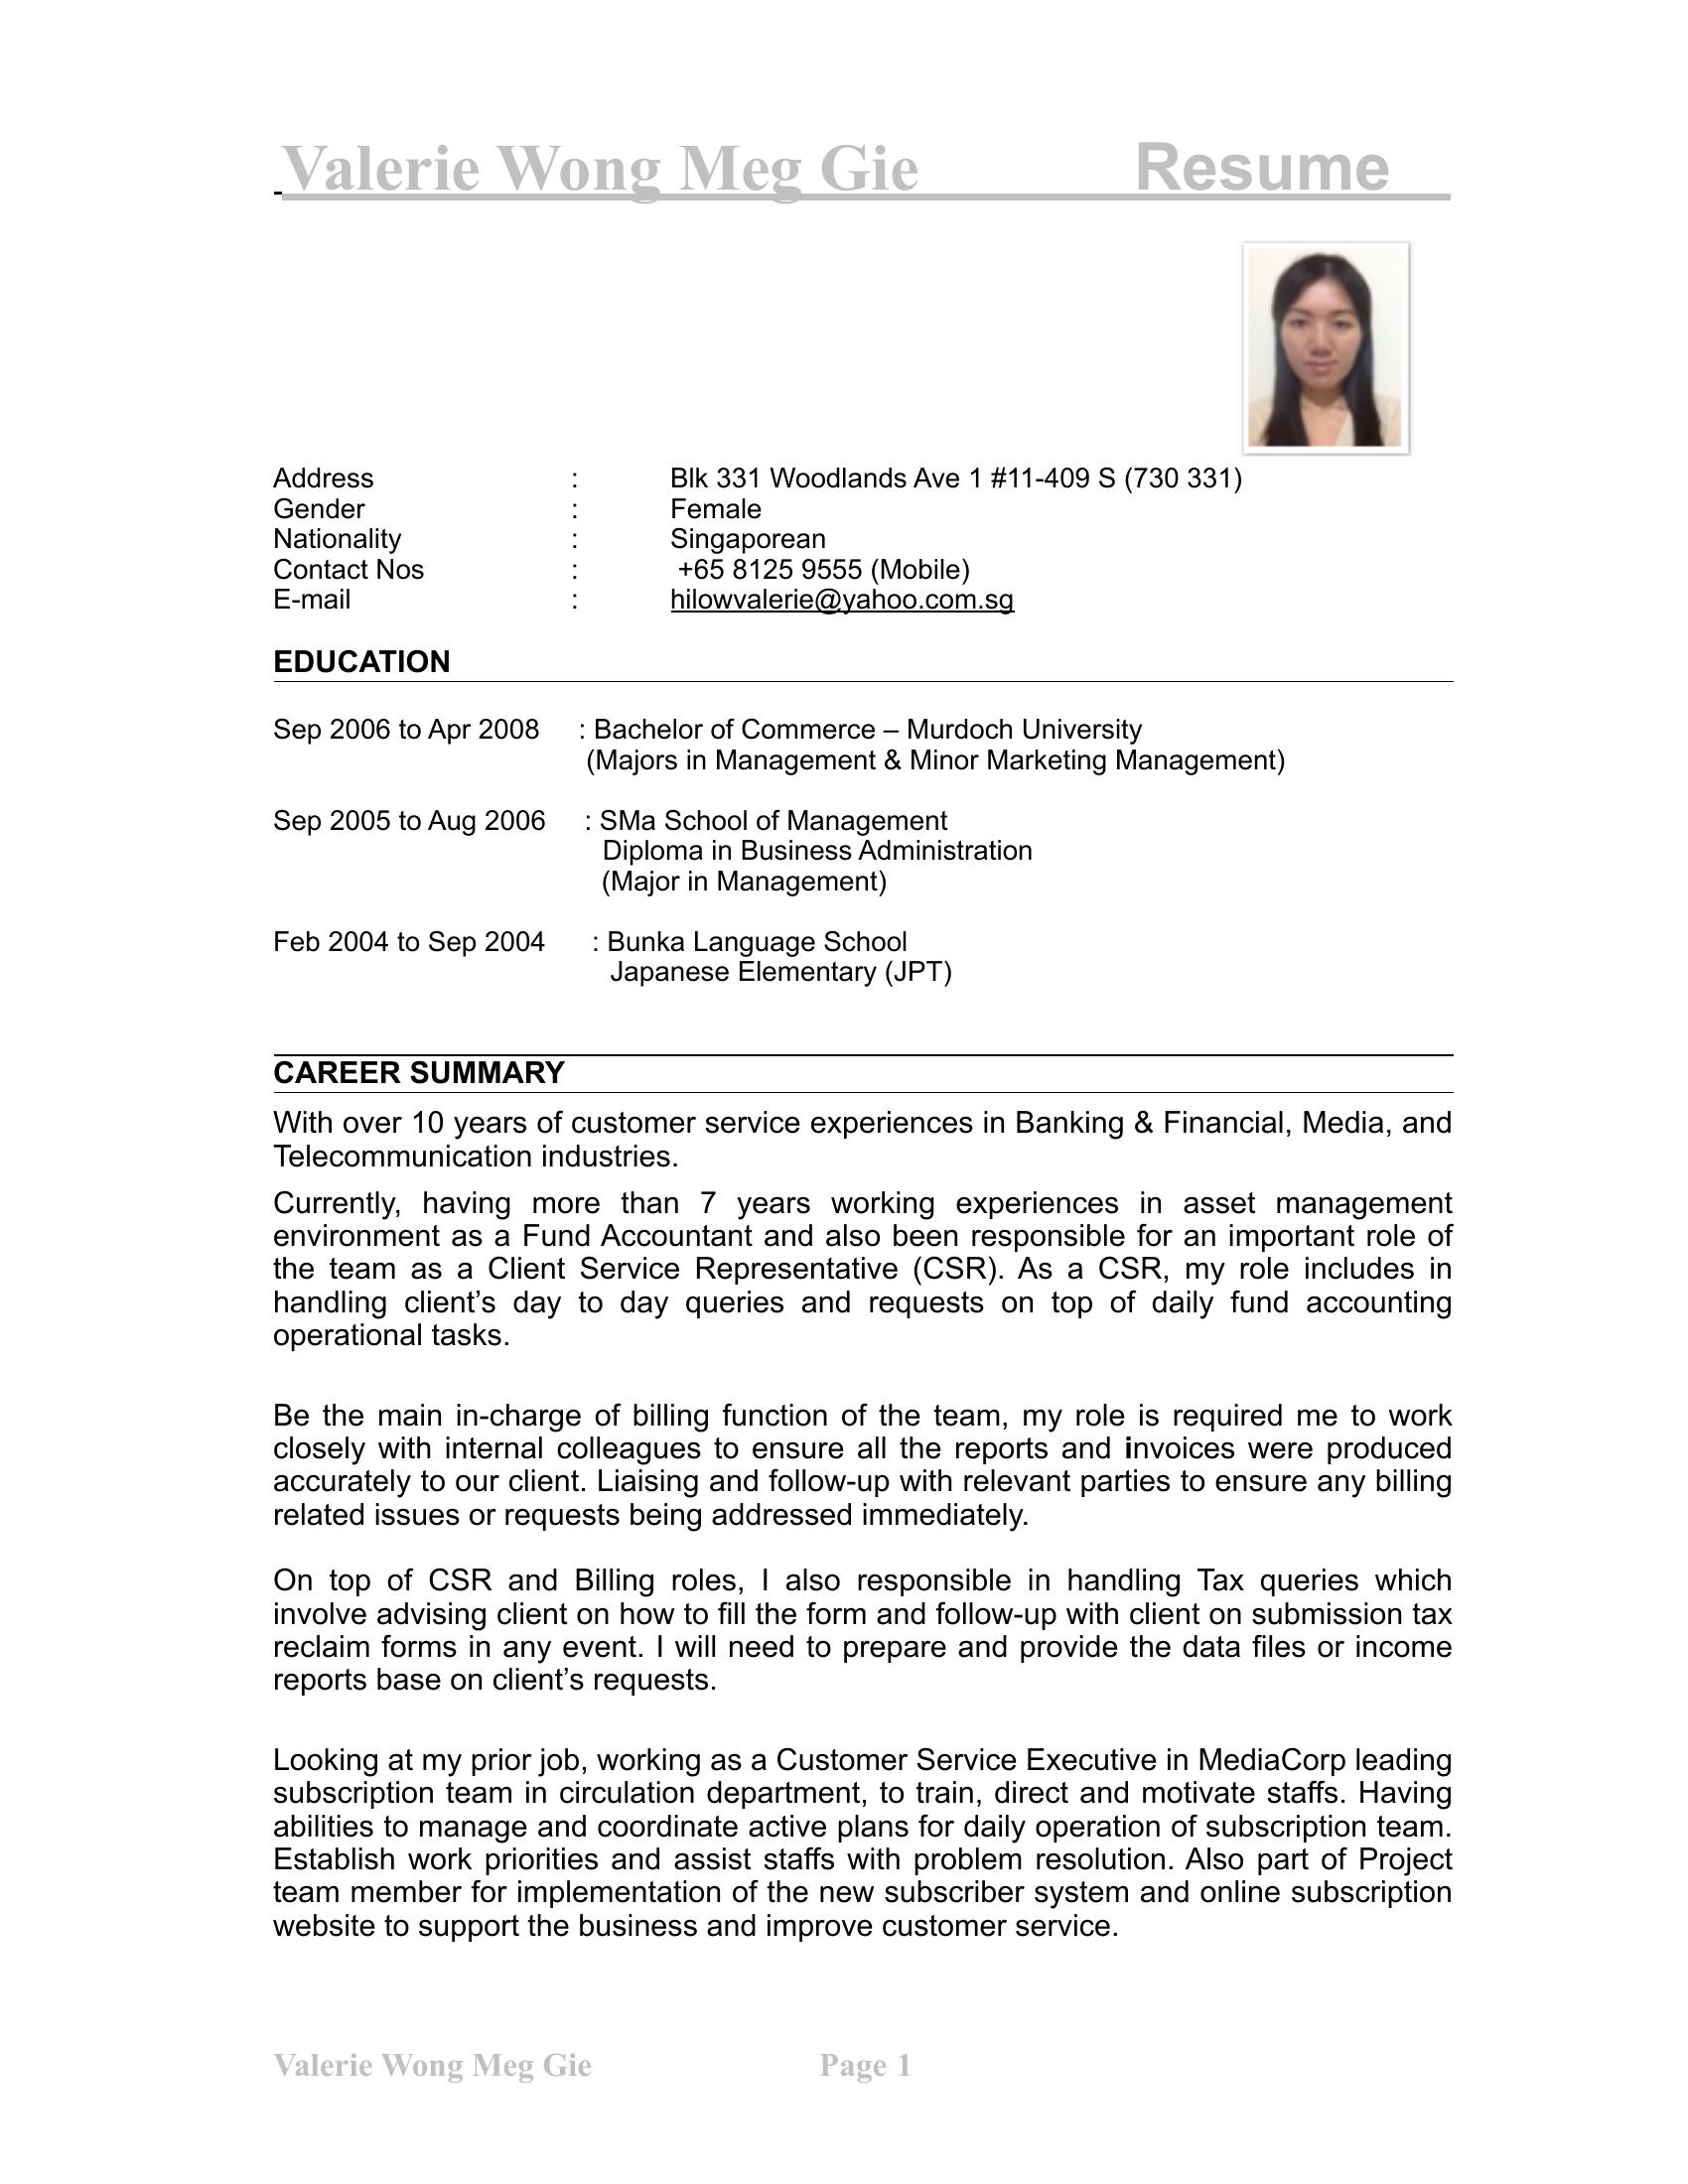 Valerie Wong Meg Gie Resume
Address : Blk 331 Woodlands Ave 1 #11-409 S (730 331)
Gender : Female
Nationality : Singaporean
Contact Nos : +65 8125 9555 (Mobile)
E-mail : hilowvalerie@yahoo.com.sg
EDUCATION
Sep 2006 to Apr 2008 : Bachelor of Commerce – Murdoch University
(Majors in Management & Minor Marketing Management)
Sep 2005 to Aug 2006 : SMa School of Management
Diploma in Business Administration
(Major in Management)
Feb 2004 to Sep 2004 : Bunka Language School
Japanese Elementary (JPT)
CAREER SUMMARY
With over 10 years of customer service experiences in Banking & Financial, Media, and
Telecommunication industries.
Currently, having more than 7 years working experiences in asset management
environment as a Fund Accountant and also been responsible for an important role of
the team as a Client Service Representative (CSR). As a CSR, my role includes in
handling client’s day to day queries and requests on top of daily fund accounting
operational tasks.
Be the main in-charge of billing function of the team, my role is required me to work
closely with internal colleagues to ensure all the reports and invoices were produced
accurately to our client. Liaising and follow-up with relevant parties to ensure any billing
related issues or requests being addressed immediately.
On top of CSR and Billing roles, I also responsible in handling Tax queries which
involve advising client on how to fill the form and follow-up with client on submission tax
reclaim forms in any event. I will need to prepare and provide the data files or income
reports base on client’s requests.
Looking at my prior job, working as a Customer Service Executive in MediaCorp leading
subscription team in circulation department, to train, direct and motivate staffs. Having
abilities to manage and coordinate active plans for daily operation of subscription team.
Establish work priorities and assist staffs with problem resolution. Also part of Project
team member for implementation of the new subscriber system and online subscription
website to support the business and improve customer service.
Valerie Wong Meg Gie Page 1